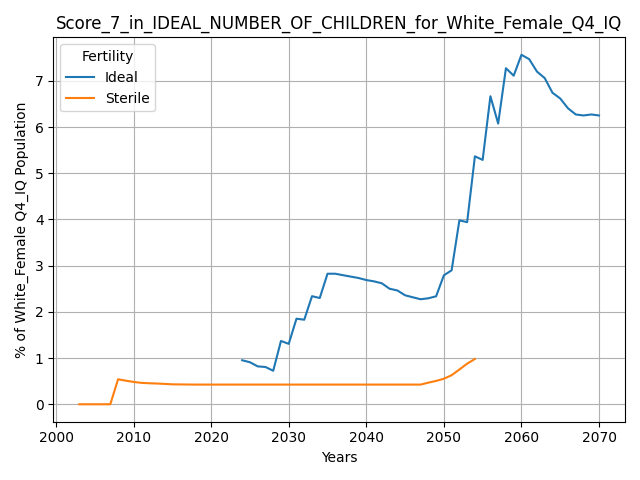 Score_7_in_IDEAL_NUMBER_OF_CHILDREN_for_White_Female_Q4_IQ
Fertility
Ideal
Sterile
% of White_Female Q4_IQ Population
7
6
5
4
3
2
1
0
2000 2010 2020 2030 2040 2050 2060 2070
Years